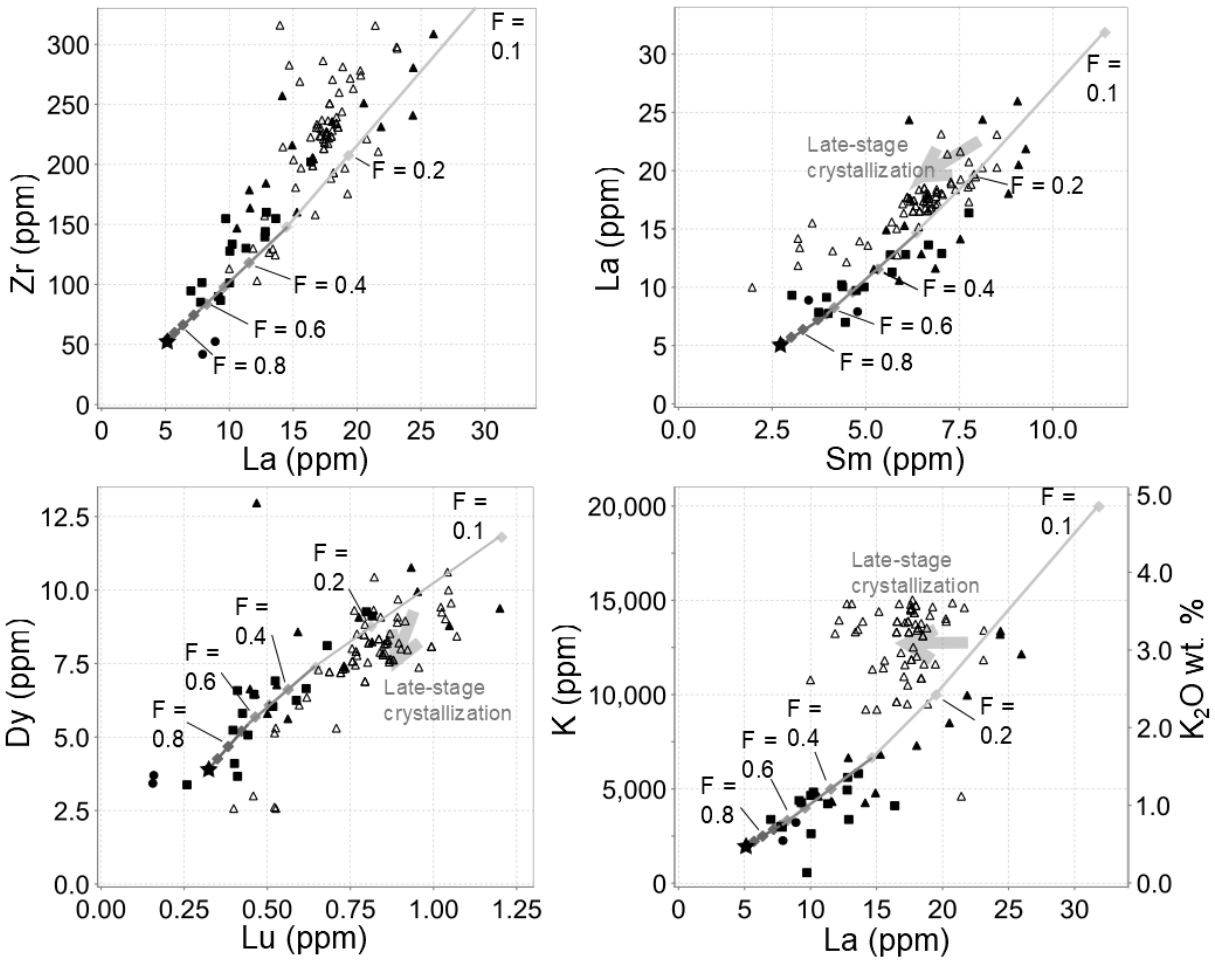 300
250
200
150
100
50
0
Zr (ppm)
0
5
10
15
20
25
30
La (ppm)
F =
0.1
F = 0.2
F = 0.4
F = 0.6
F = 0.8
30
25
20
15
10
5
0
La (ppm)
0.0
2.5
5.0
7.5
10.0
Sm (ppm)
F =
0.1
Late-stage
crystallization
F = 0.2
F = 0.4
F = 0.6
F = 0.8
12.5
10.0
7.5
5.0
2.5
0.0
Dy (ppm)
0.00
0.25
0.50
0.75
1.00
1.25
Lu (ppm)
F =
0.1
F =
0.2
F =
0.4
F =
0.6
F =
0.8
Late-stage
crystallization
20,000
15,000
10,000
5,000
0
K (ppm)
0
5
10
15
20
25
30
La (ppm)
F =
0.1
Late-stage
crystallization
F =
0.2
F =
0.4
F =
0.6
F =
0.8
5.0
4.0
3.0
2.0
1.0
0.0
K₂O wt. %